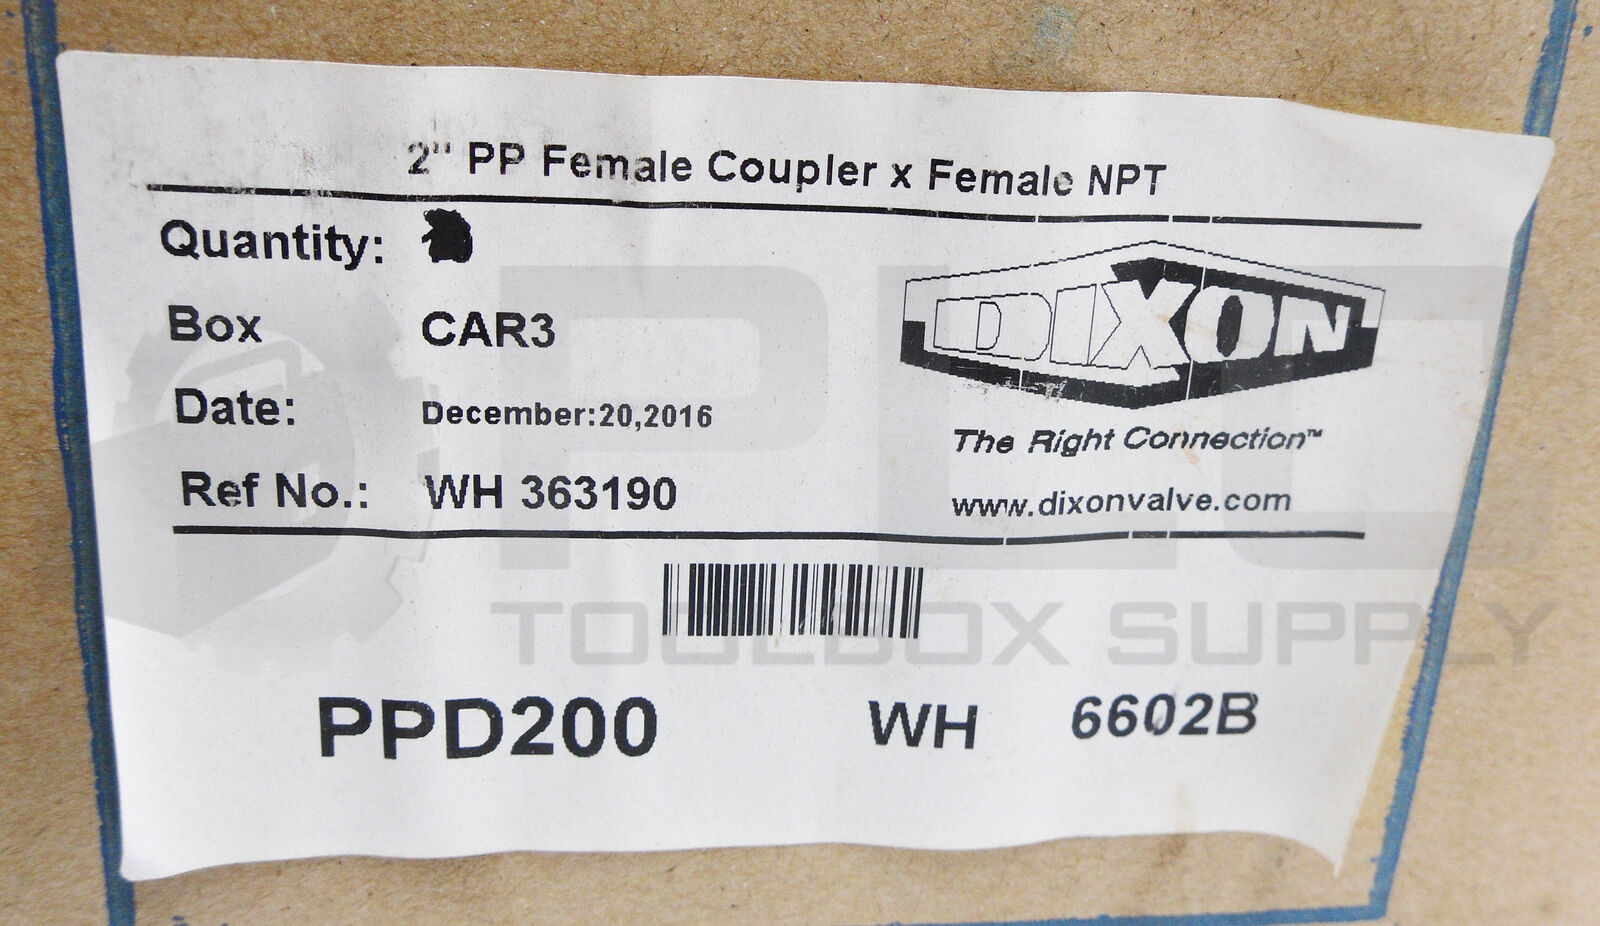 2" PP Female Coupler x Female NPT
Quantity:
Box CAR3
Date: December:20,2016
Ref No.: WH 363190
DIXON
The Right Connection™
www.dixonvalve.com
PLC
TOOLBOX SUPPLY
PPD200 WH 6602B